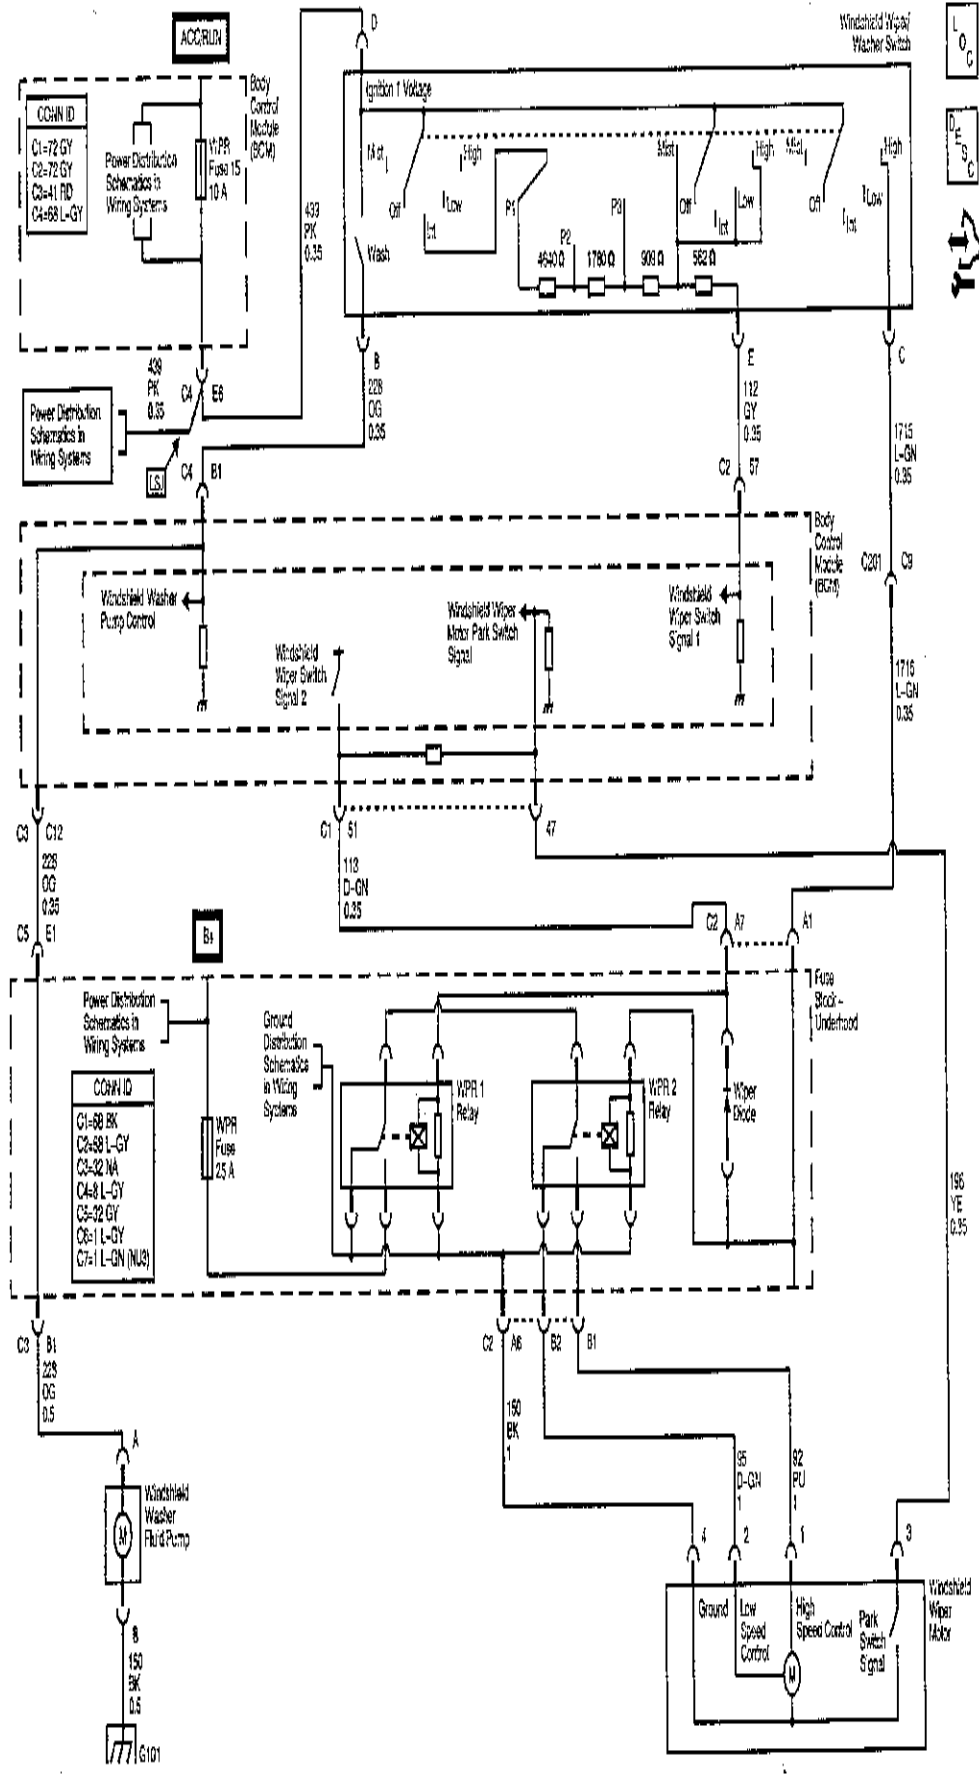 ACC/RUN
D
Windshield Wiper/
Washer Switch
L
O
C
D
E
S
C
CONN ID
C1=72 GY
C2=72 GY
C3=41 RD
C4=68 L-GY
Power Distribution
Schematics in
Wiring Systems
WPR
Fuse 15
10 A
Body
Control
Module
(BCM)
Ignition 1 Voltage
Mist
High
Off
Low
Int
Wash
P1
P2
P3
4640 Ω
1780 Ω
909 Ω
562 Ω
Mist
High
Off
Low
Int
Mist
High
Off
Low
Int
439
PK
0.35
439
PK
0.35
C4
E6
B
228
OG
0.35
E
112
GY
0.35
C
1715
L-GN
0.35
Power Distribution
Schematics in
Wiring Systems
LSJ
C4
B1
C2
57
C201
C9
Body
Control
Module
(BCM)
Windshield Washer
Pump Control
Windshield
Wiper Switch
Signal 2
Windshield Wiper
Motor Park Switch
Signal
Windshield
Wiper Switch
Signal 1
1715
L-GN
0.35
C3
C12
C1
51
47
228
OG
0.35
113
D-GN
0.35
C5
E1
B+
C2
A7
A1
Fuse
Block –
Underhood
Power Distribution
Schematics in
Wiring Systems
Ground
Distribution
Schematics
in Wiring
Systems
CONN ID
C1=68 BK
C2=68 L-GY
C3=32 NA
C4=8 L-GY
C5=32 GY
C6=1 L-GY
C7=1 L-GN (NU3)
WPR
Fuse
25 A
WPR 1
Relay
WPR 2
Relay
Wiper
Diode
196
YE
0.35
C3
B1
C2
A6
B2
B1
228
OG
0.5
150
BK
1
95
D-GN
1
92
PU
1
A
4
2
1
3
Windshield
Washer
Fluid Pump
M
Windshield
Wiper
Motor
Ground
Low
Speed
Control
High
Speed Control
Park
Switch
Signal
M
B
150
BK
0.5
G101